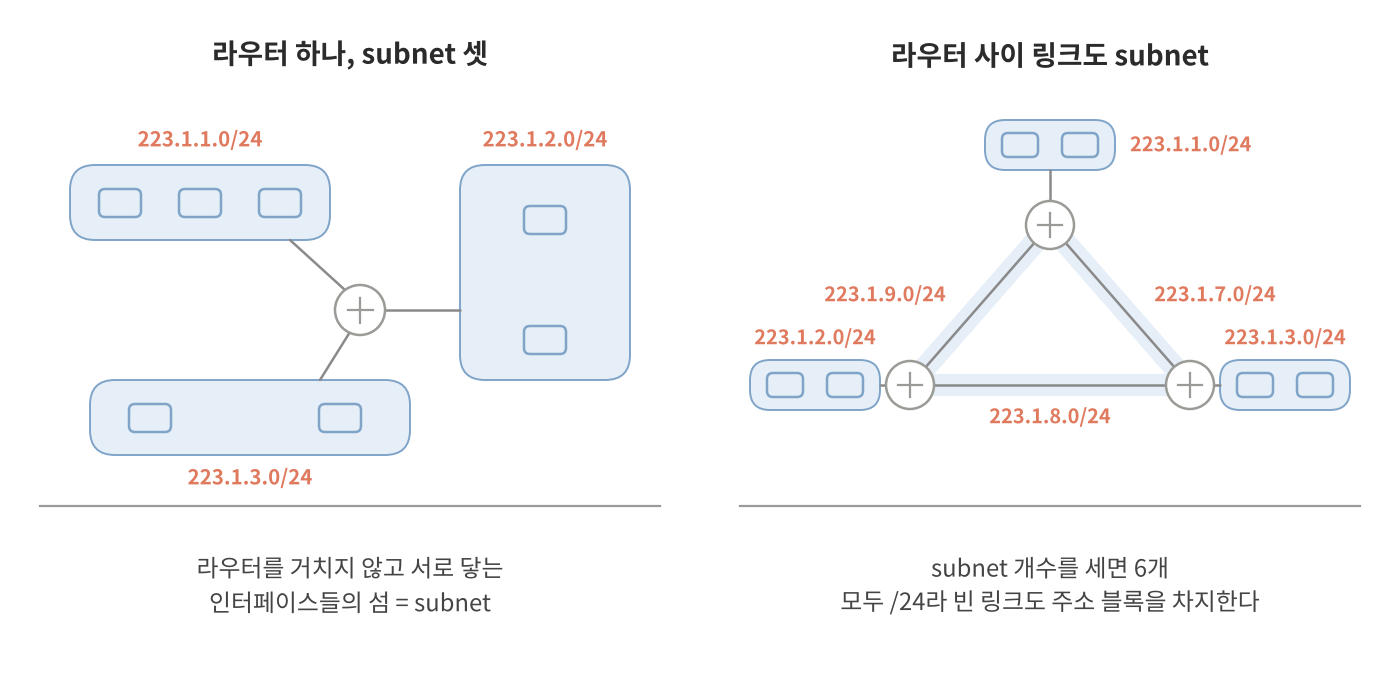 라우터 하나, subnet 셋
223.1.1.0/24
223.1.2.0/24
223.1.3.0/24
라우터를 거치지 않고 서로 닿는
인터페이스들의 섬 = subnet
라우터 사이 링크도 subnet
223.1.1.0/24
223.1.9.0/24
223.1.7.0/24
223.1.2.0/24
223.1.3.0/24
223.1.8.0/24
subnet 개수를 세면 6개
모두 /24라 빈 링크도 주소 블록을 차지한다